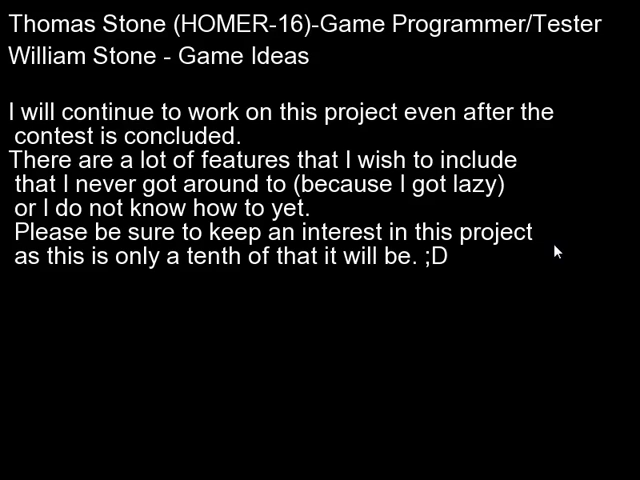 Thomas Stone (HOMER-16)-Game Programmer/Tester
William Stone - Game Ideas
I will continue to work on this project even after the
contest is concluded.
There are a lot of features that I wish to include
that I never got around to (because I got lazy)
or I do not know how to yet.
Please be sure to keep an interest in this project
as this is only a tenth of that it will be. ;D